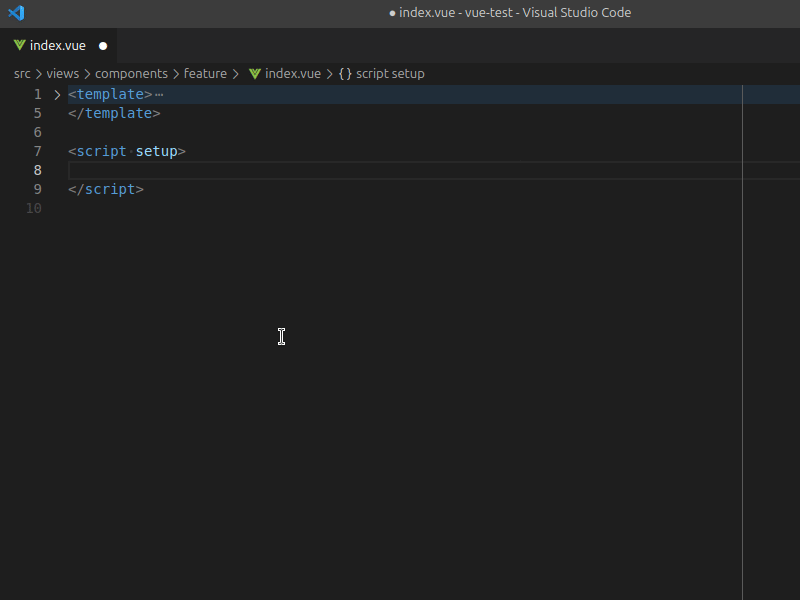 ● index.vue - vue-test - Visual Studio Code
index.vue ●
src > views > components > feature > index.vue > {} script setup
1 > <template>⋯
5 </template>
6
7 <script·setup>
8
9 </script>
10